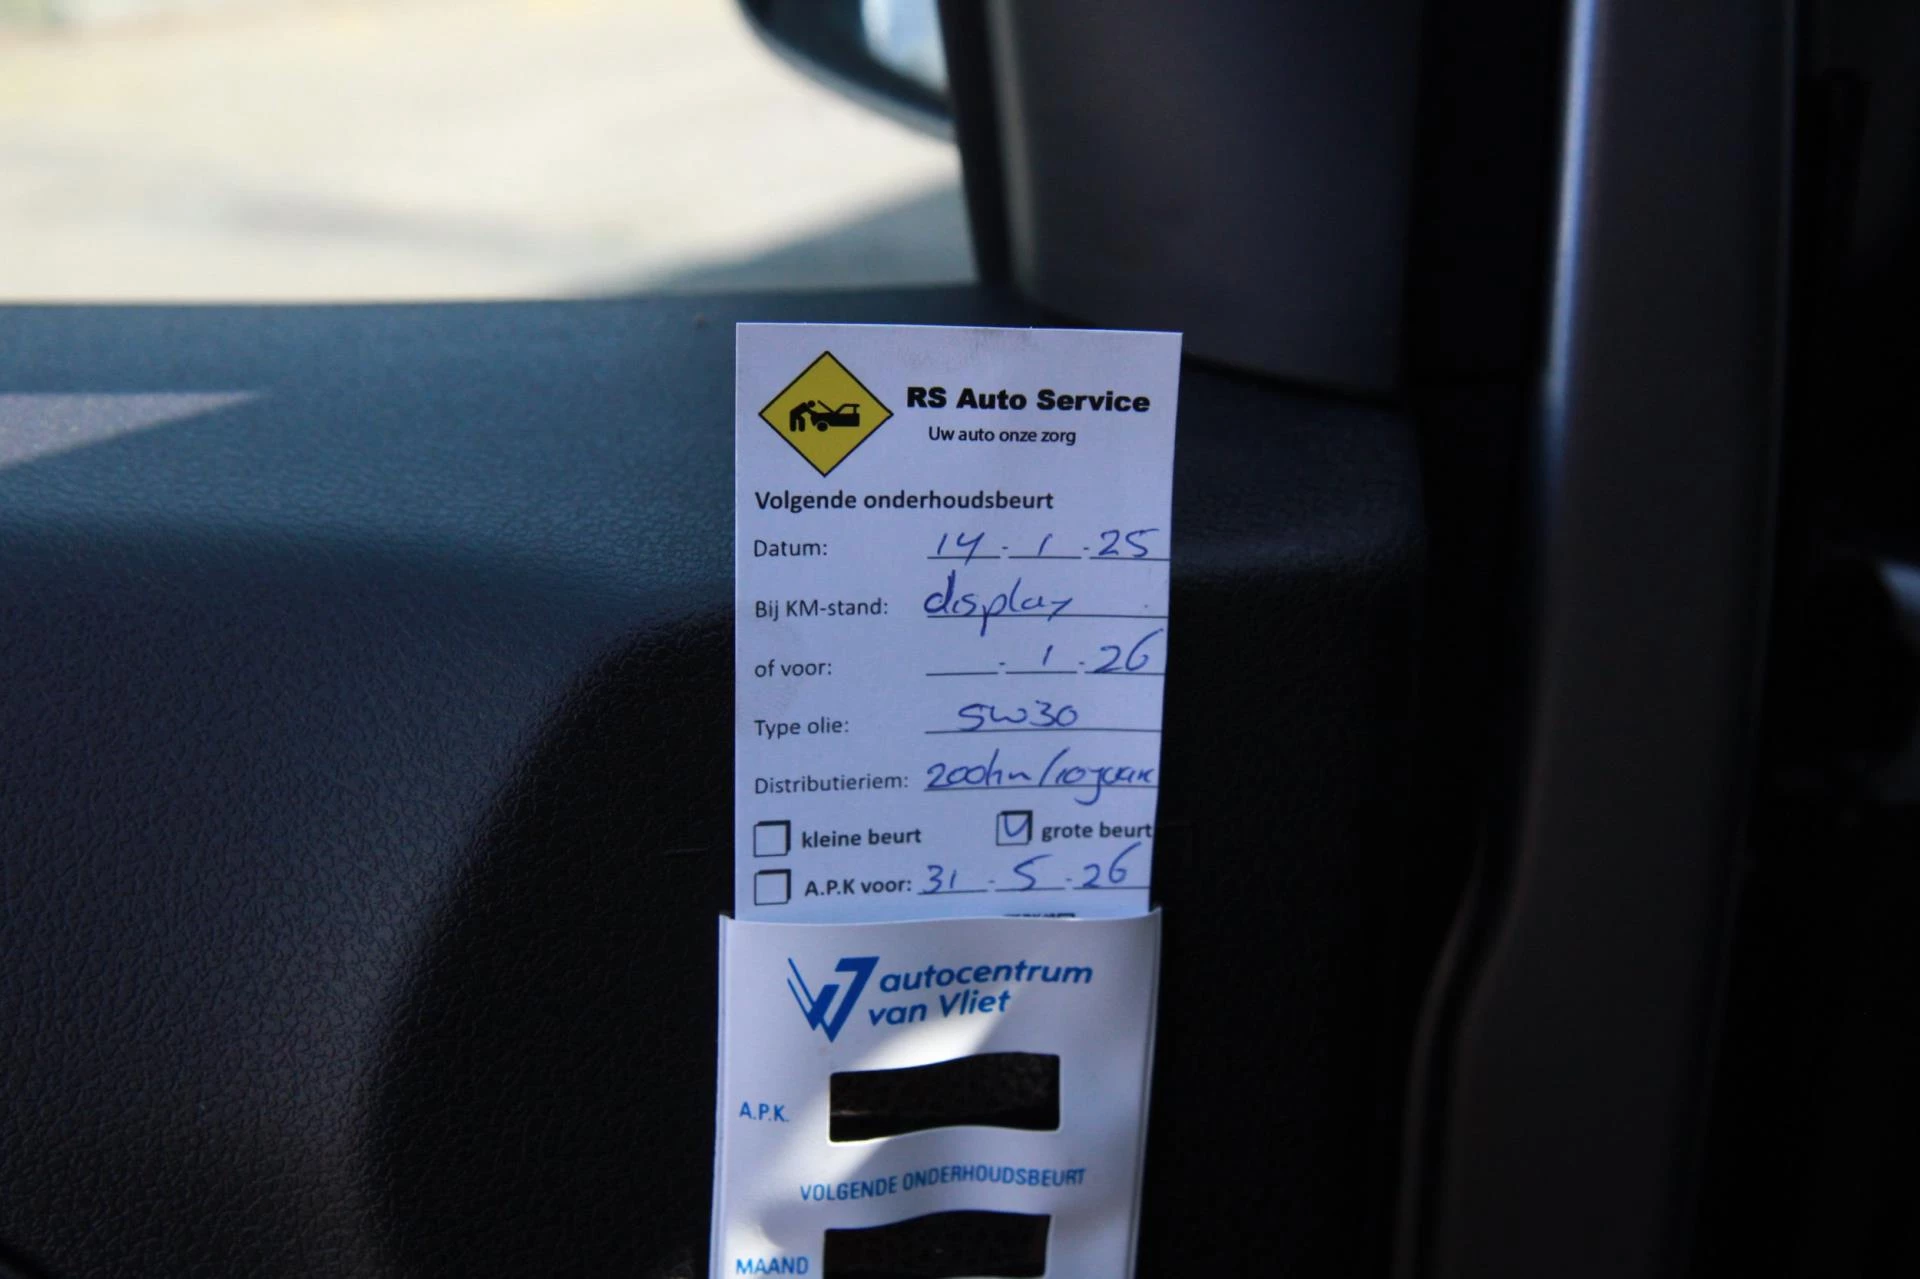 RS Auto Service
Uw auto onze zorg
Volgende onderhoudsbeurt
Datum: 14 - 1 - 25
Bij KM-stand: display
of voor: - 1 - 26
Type olie: 5W30
Distributieriem: /10 jaar
kleine beurt grote beurt
A.P.K voor: 31 - 5 - 26
autocentrum
van Vliet
A.P.K.
VOLGENDE ONDERHOUDSBEURT
MAAND